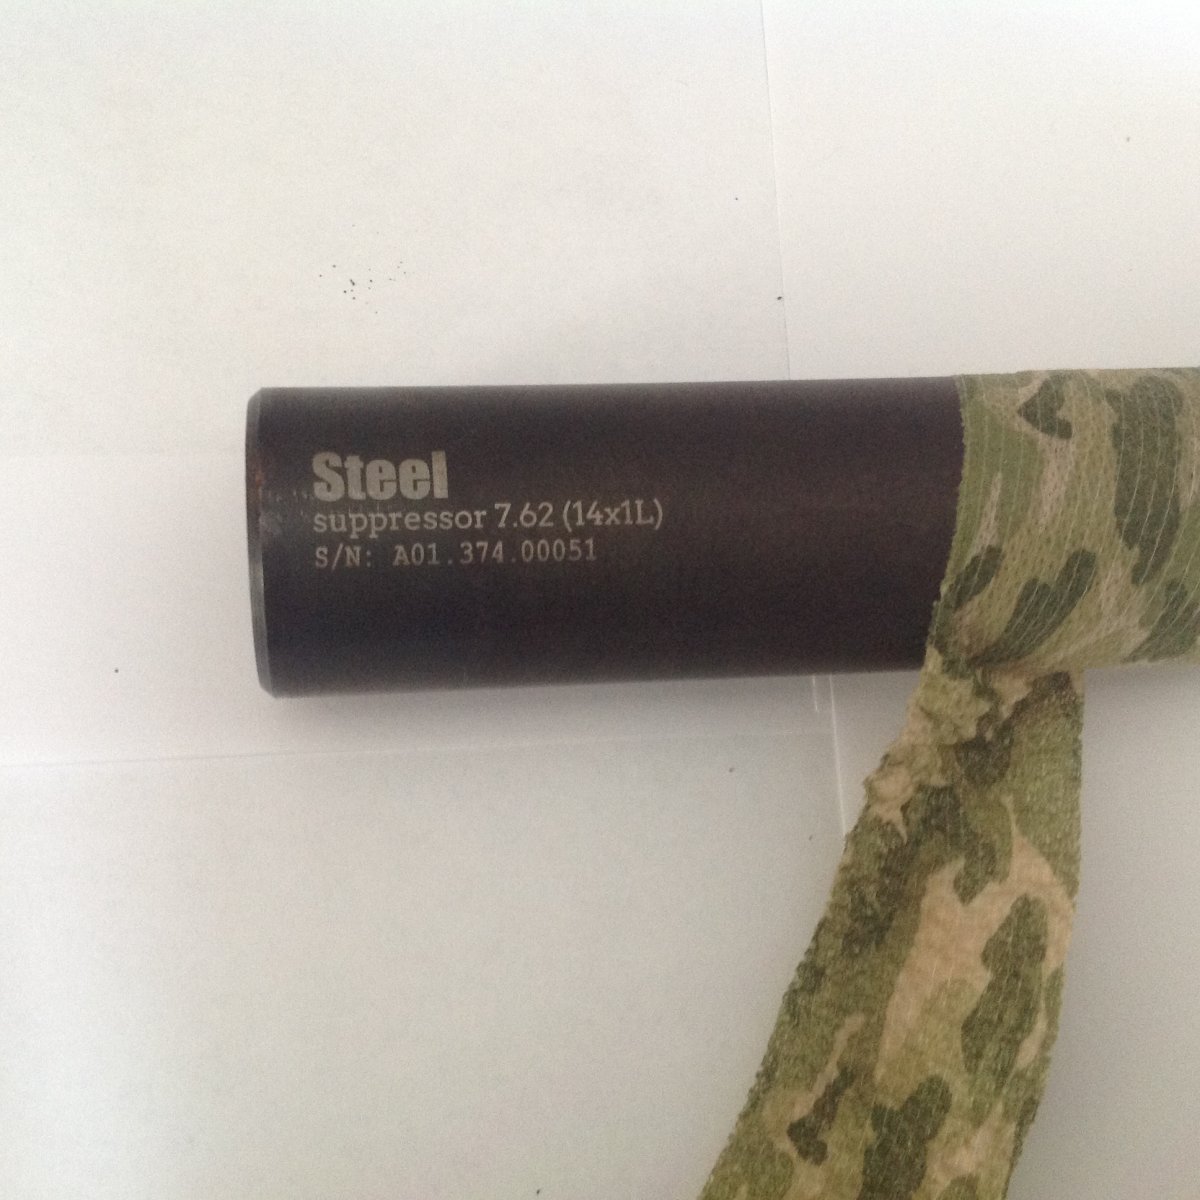 Steel
suppressor 7.62 (14x1L)
S/N: A01.374.00051